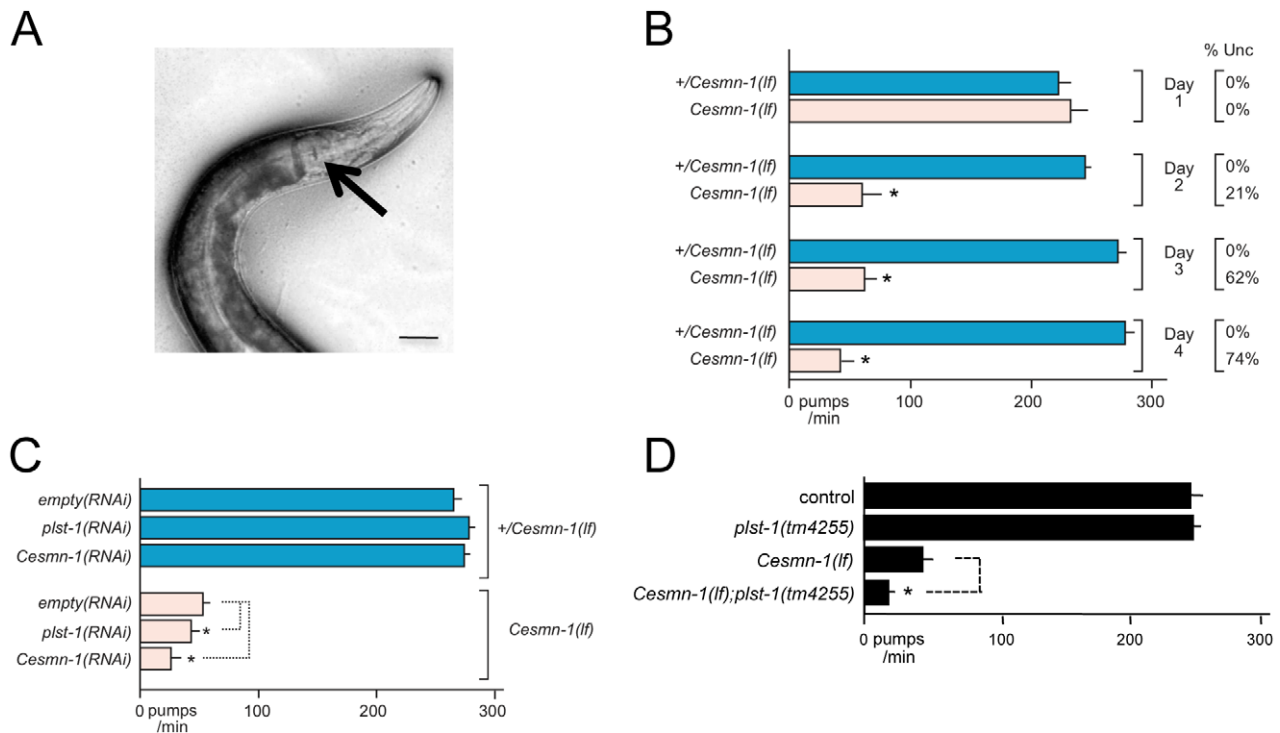 A
B
% Unc
+/Cesmn-1(lf)
Cesmn-1(lf)
Day
1
0%
0%
+/Cesmn-1(lf)
Cesmn-1(lf)
*
Day
2
0%
21%
+/Cesmn-1(lf)
Cesmn-1(lf)
*
Day
3
0%
62%
+/Cesmn-1(lf)
Cesmn-1(lf)
*
Day
4
0%
74%
0 pumps 100 200 300
/min
C
empty(RNAi)
plst-1(RNAi)
Cesmn-1(RNAi)
+/Cesmn-1(lf)
empty(RNAi)
plst-1(RNAi)
*
Cesmn-1(RNAi)
*
Cesmn-1(lf)
0 pumps 100 200 300
/min
D
control
plst-1(tm4255)
Cesmn-1(lf)
Cesmn-1(lf);plst-1(tm4255)
*
0 pumps 100 200 300
/min